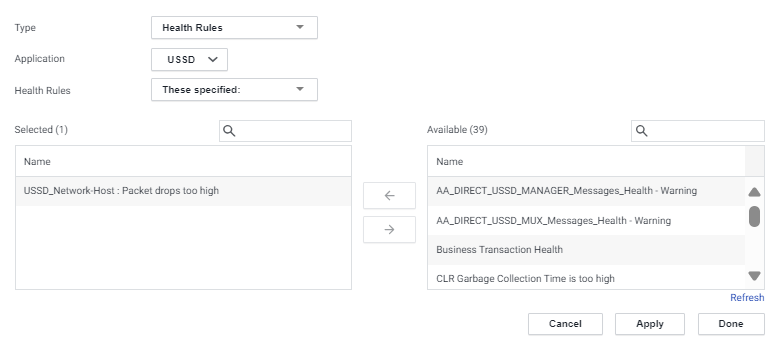 Type Health Rules
Application USSD
Health Rules These specified:
Selected (1) Available (39)
Name Name
USSD_Network-Host : Packet drops too high AA_DIRECT_USSD_MANAGER_Messages_Health - Warning
AA_DIRECT_USSD_MUX_Messages_Health - Warning
Business Transaction Health
CLR Garbage Collection Time is too high
Refresh
Cancel Apply Done